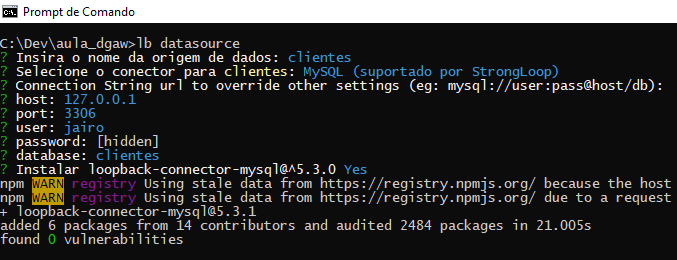 Prompt de Comando
C:\Dev\aula_dgaw>lb datasource
? Insira o nome da origem de dados: clientes
? Selecione o conector para clientes: MySQL (suportado por StrongLoop)
? Connection String url to override other settings (eg: mysql://user:pass@host/db):
? host: 127.0.0.1
? port: 3306
? user: jairo
? password: [hidden]
? database: clientes
? Instalar loopback-connector-mysql@^5.3.0 Yes
npm WARN registry Using stale data from https://registry.npmjs.org/ because the host
npm WARN registry Using stale data from https://registry.npmjs.org/ due to a request
+ loopback-connector-mysql@5.3.1
added 6 packages from 14 contributors and audited 2484 packages in 21.005s
found 0 vulnerabilities